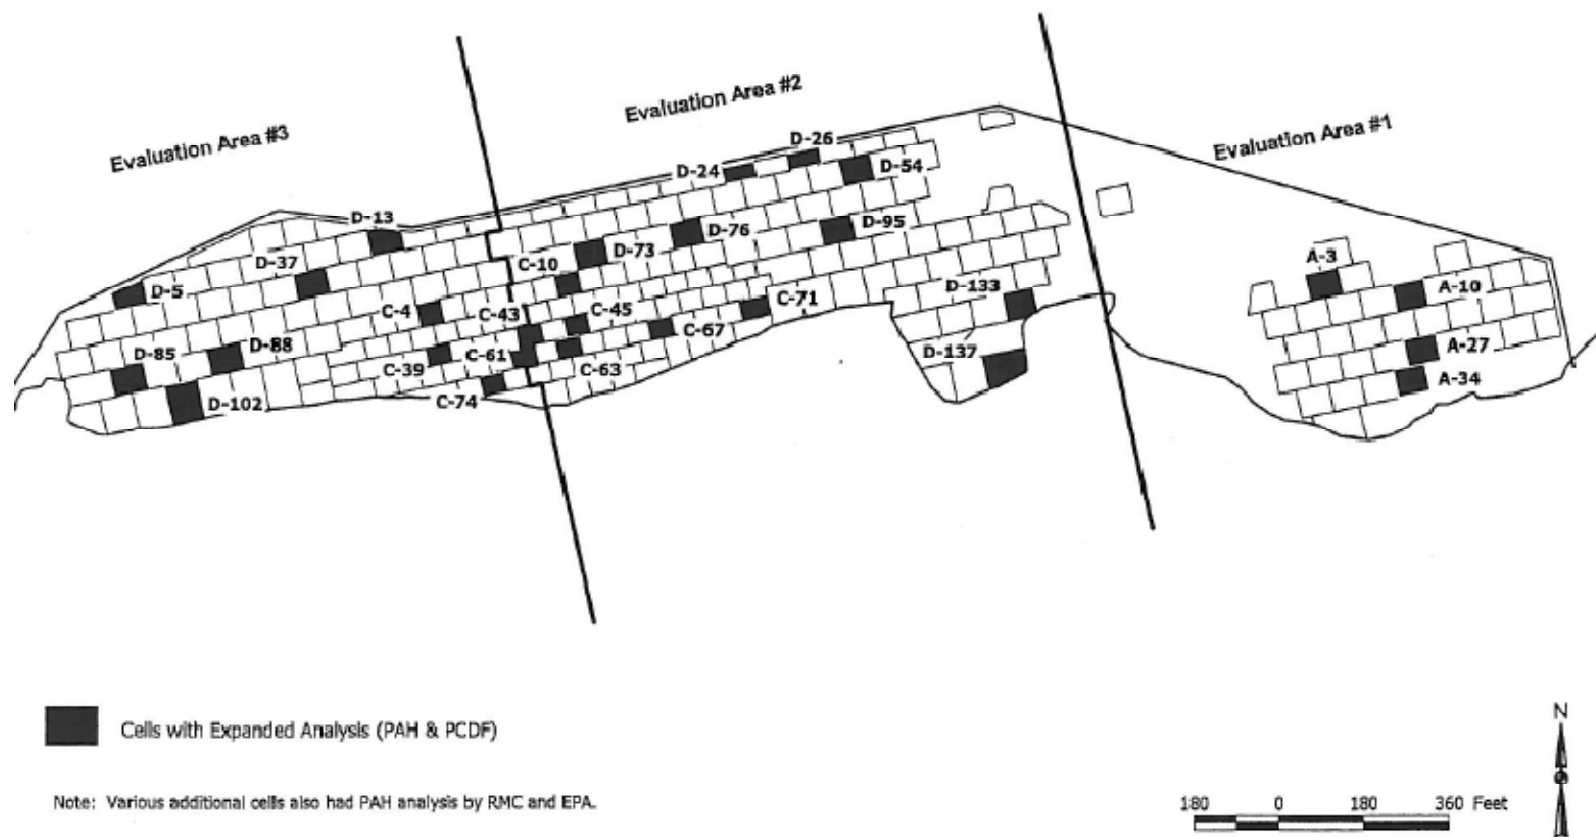 Evaluation Area #2
Evaluation Area #3
Evaluation Area #1
D-26
D-24
D-54
D-13
D-76
D-95
D-37
C-10
D-73
A-3
D-5
C-4
C-43
C-45
C-71
D-133
A-10
D-85
D-88
C-39
C-61
C-67
C-63
D-137
A-27
A-34
D-102
C-74
Cells with Expanded Analysis (PAH & PCDF)
N
Note: Various additional cells also had PAH analysis by RMC and EPA.
180 0 180 360 Feet